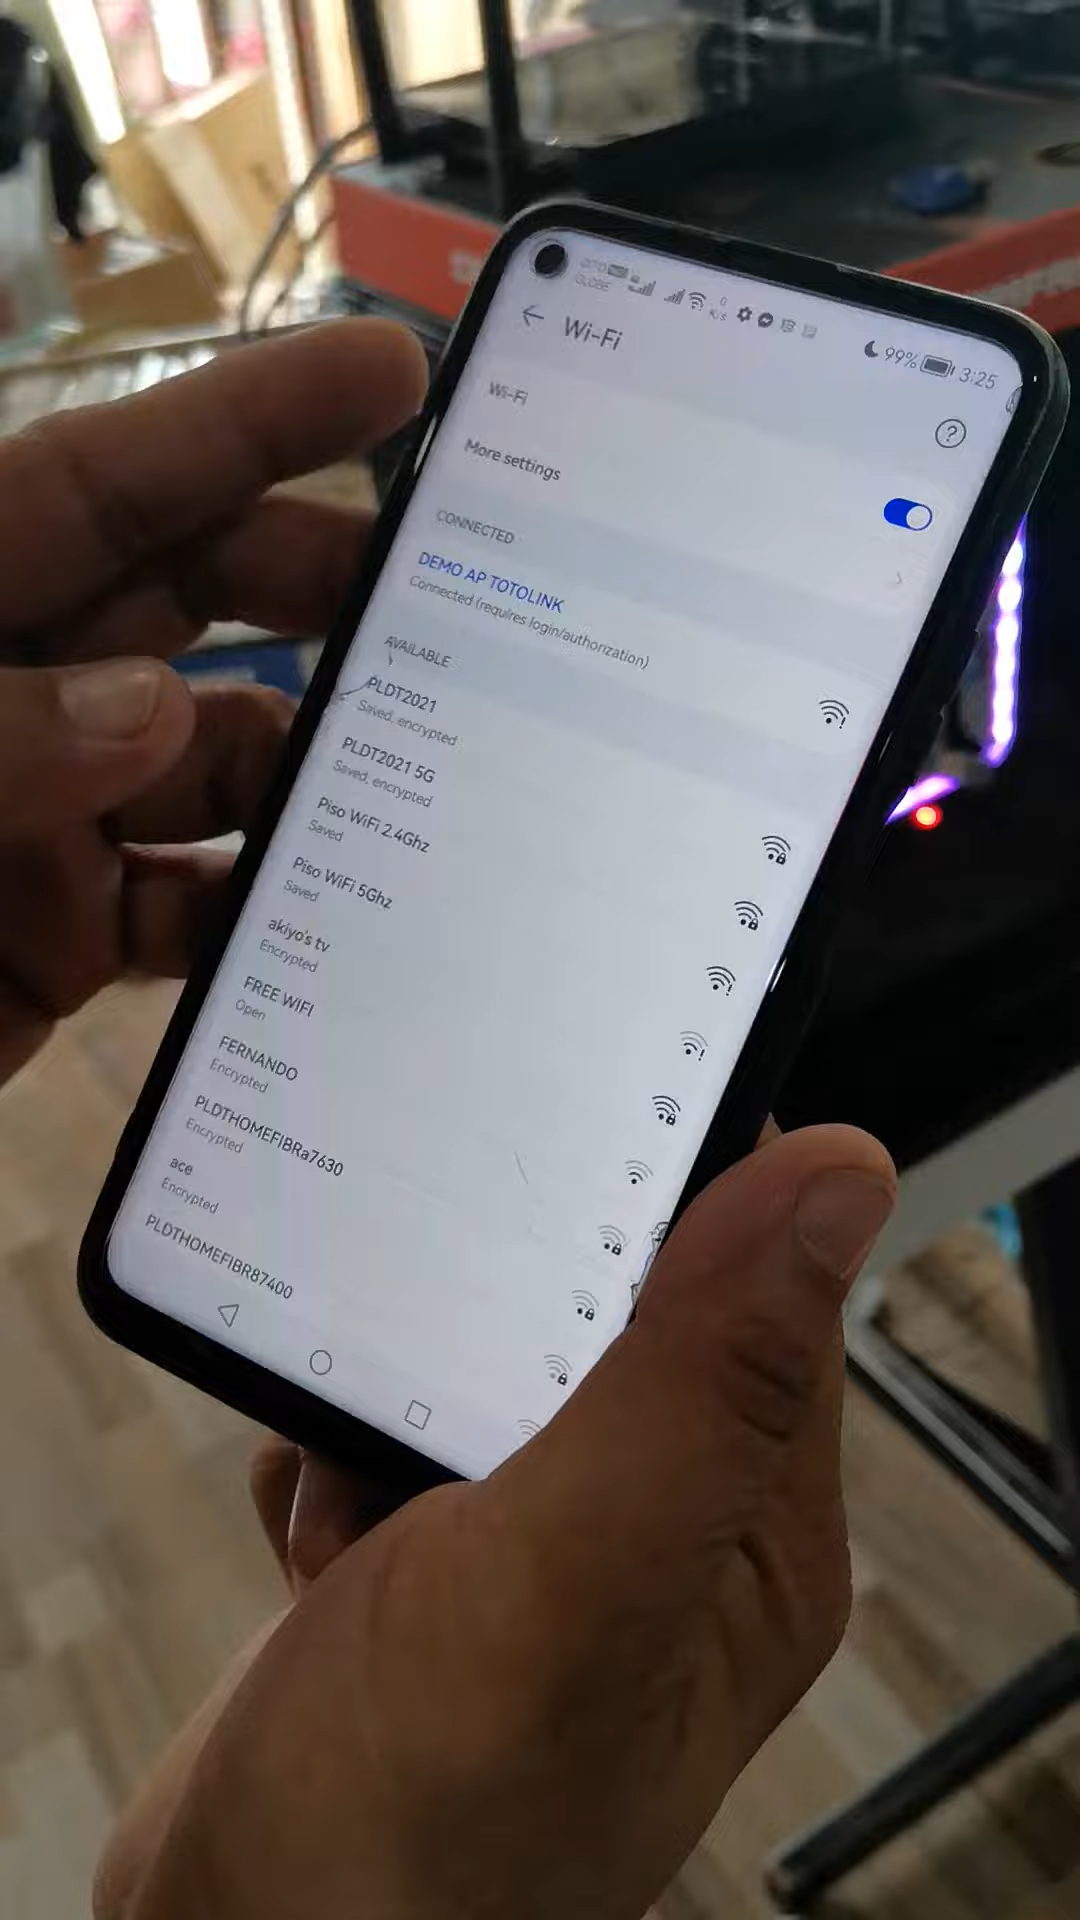 GLOBE
0
K/s
99%
3:25
Wi-Fi
Wi-Fi
?
More settings
CONNECTED
DEMO AP TOTOLINK
Connected (requires login/authorization)
AVAILABLE
PLDT2021
Saved, encrypted
PLDT2021 5G
Saved, encrypted
Piso WiFi 2.4Ghz
Saved
Piso WiFi 5Ghz
Saved
akiyo's tv
Encrypted
FREE WIFI
Open
FERNANDO
Encrypted
PLDTHOMEFIBRa7630
Encrypted
ace
Encrypted
PLDTHOMEFIBR87400